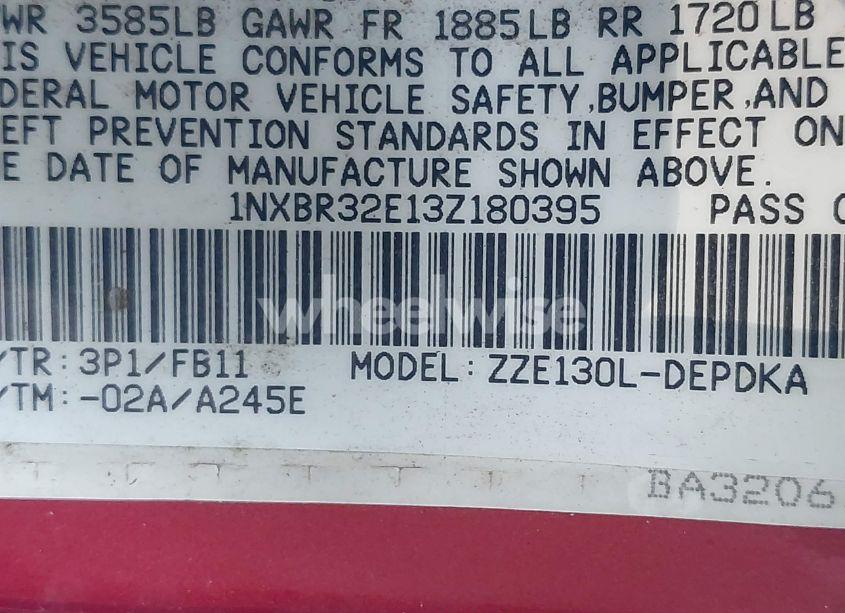 WR 3585LB GAWR FR 1885LB RR 1720LB
IS VEHICLE CONFORMS TO ALL APPLICABLE
DERAL MOTOR VEHICLE SAFETY,BUMPER,AND
EFT PREVENTION STANDARDS IN EFFECT ON
E DATE OF MANUFACTURE SHOWN ABOVE.
1NXBR32E13Z180395 PASS C
wheelwise
/TR: 3P1/FB11 MODEL: ZZE130L-DEPDKA
/TM:-02A/A245E
BA3206